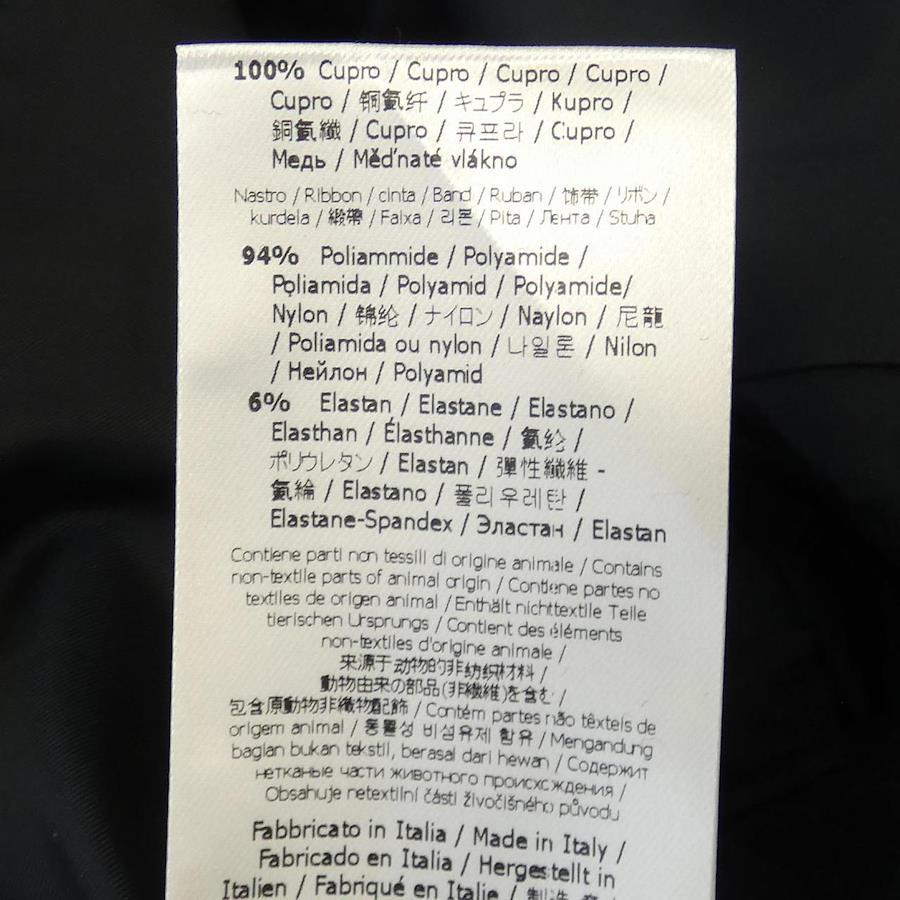 100% Cupro / Cupro / Cupro / Cupro /
Cupro / 铜氨纤 / キュプラ / Kupro /
銅氨纖 / Cupro / 큐프라 / Cupro /
Медь / Měďnaté vlákno
Nastro / Ribbon / cinta / Band / Ruban / 饰带 / リボン /
kurdela / 緞帶 / Faixa / 리본 / Pita / Лента / Stuha
94% Poliammide / Polyamide /
Poliamida / Polyamid / Polyamide/
Nylon / 锦纶 / ナイロン / Naylon / 尼龍
/ Poliamida ou nylon / 나일론 / Nilon
/ Нейлон / Polyamid
6% Elastan / Elastane / Elastano /
Elasthan / Élasthanne / 氨纶 /
ポリウレタン / Elastan / 彈性纖維 -
氨綸 / Elastano / 폴리우레탄 /
Elastane-Spandex / Эластан / Elastan
Contiene parti non tessili di origine animale / Contains
non-textile parts of animal origin / Contiene partes no
textiles de origen animal / Enthält nichttextile Teile
tierischen Ursprungs / Contient des éléments
non-textiles d'origine animale /
来源于动物的非纺织材料 /
動物由来の部品(非繊維)を含む /
包含原動物非織物配飾 / Contém partes não têxteis de
origem animal / 동물성 비섬유제 함유 / Mengandung
bagian bukan tekstil, berasal dari hewan / Содержит
нетканые части животного происхождения /
Obsahuje netextilní části živočišného původu
Fabbricato in Italia / Made in Italy /
Fabricado en Italia / Hergestellt in
Italien / Fabriqué en Italie /